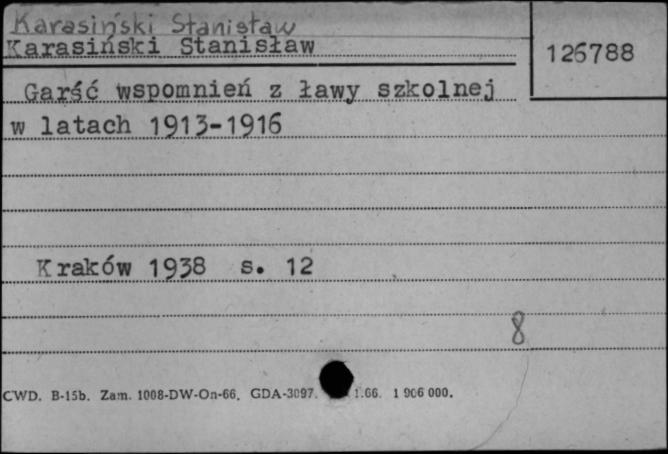 Karasiński Stanisław
Karasiński Stanisław
126788
Garść wspomnień z ławy szkolnej
w latach 1913-1916
Kraków 1938 s. 12
8
CWD. B-15b. Zam. 1008-DW-On-66. GDA-3097. 1.66. 1 906 000.